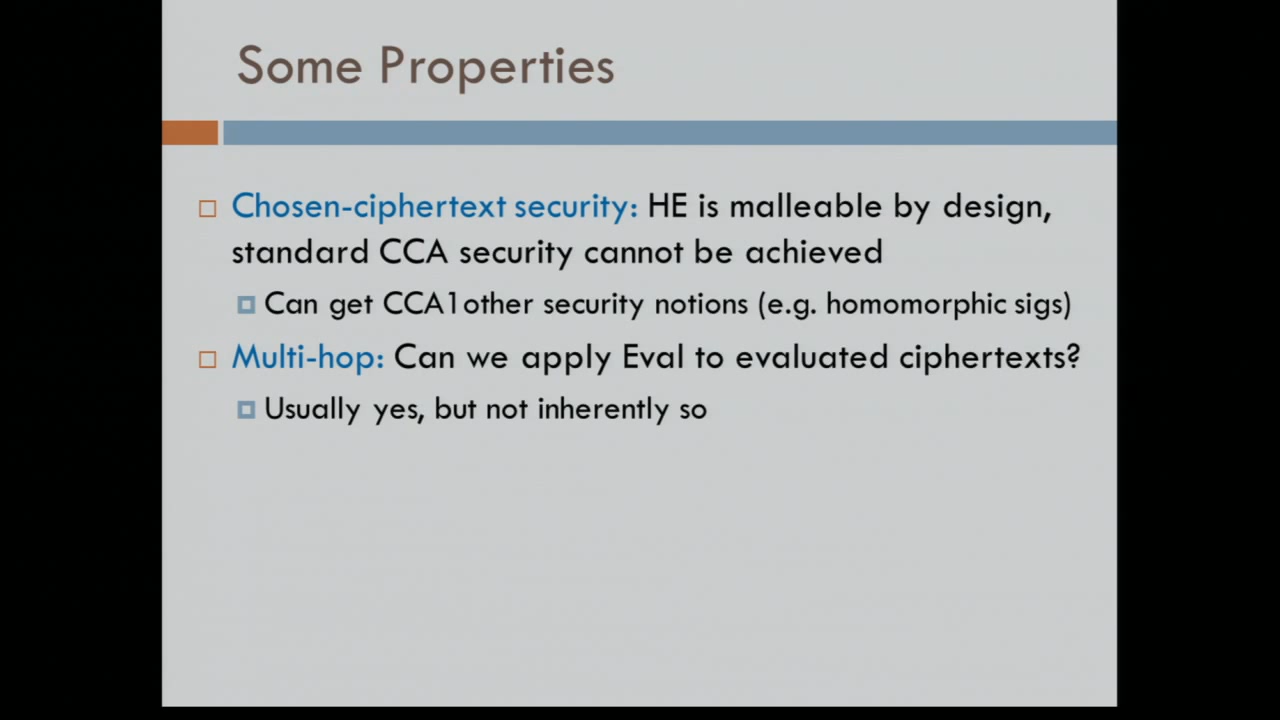 Some Properties
Chosen-ciphertext security: HE is malleable by design,
standard CCA security cannot be achieved
Can get CCA1other security notions (e.g. homomorphic sigs)
Multi-hop: Can we apply Eval to evaluated ciphertexts?
Usually yes, but not inherently so